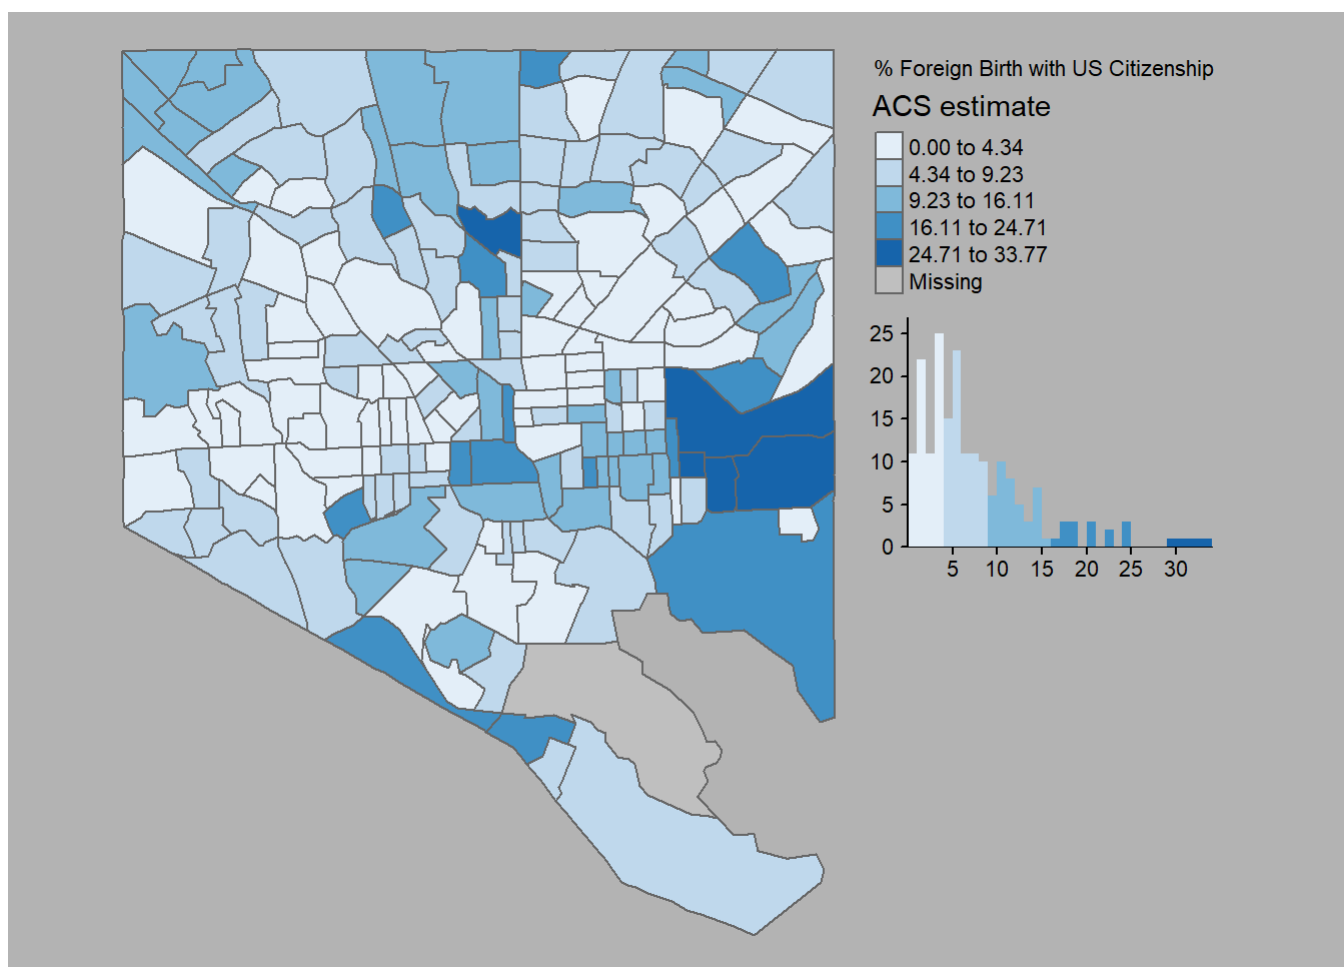 % Foreign Birth with US Citizenship
ACS estimate
0.00 to 4.34
4.34 to 9.23
9.23 to 16.11
16.11 to 24.71
24.71 to 33.77
Missing
25
20
15
10
5
0
5 10 15 20 25 30